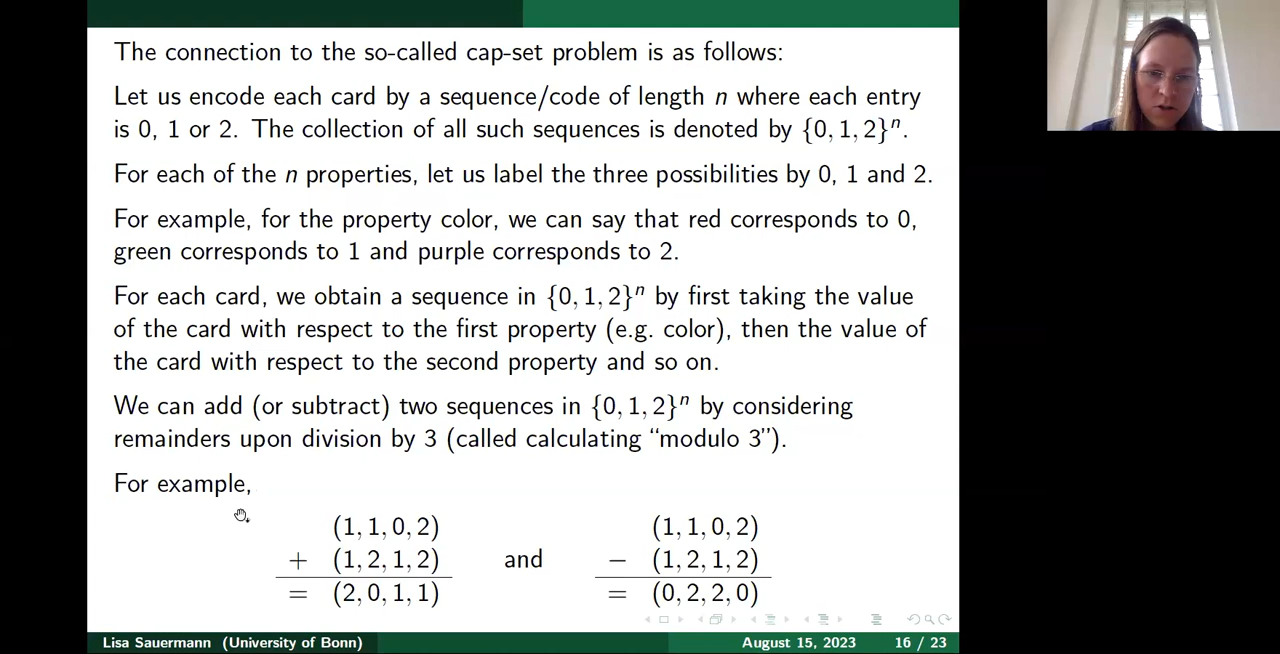 The connection to the so-called cap-set problem is as follows:
Let us encode each card by a sequence/code of length n where each entry
is 0, 1 or 2. The collection of all such sequences is denoted by {0, 1, 2}ⁿ.
For each of the n properties, let us label the three possibilities by 0, 1 and 2.
For example, for the property color, we can say that red corresponds to 0,
green corresponds to 1 and purple corresponds to 2.
For each card, we obtain a sequence in {0, 1, 2}ⁿ by first taking the value
of the card with respect to the first property (e.g. color), then the value of
the card with respect to the second property and so on.
We can add (or subtract) two sequences in {0, 1, 2}ⁿ by considering
remainders upon division by 3 (called calculating “modulo 3”).
For example,
(1, 1, 0, 2) (1, 1, 0, 2)
+ (1, 2, 1, 2) and − (1, 2, 1, 2)
= (2, 0, 1, 1) = (0, 2, 2, 0)
Lisa Sauermann (University of Bonn) August 15, 2023 16 / 23